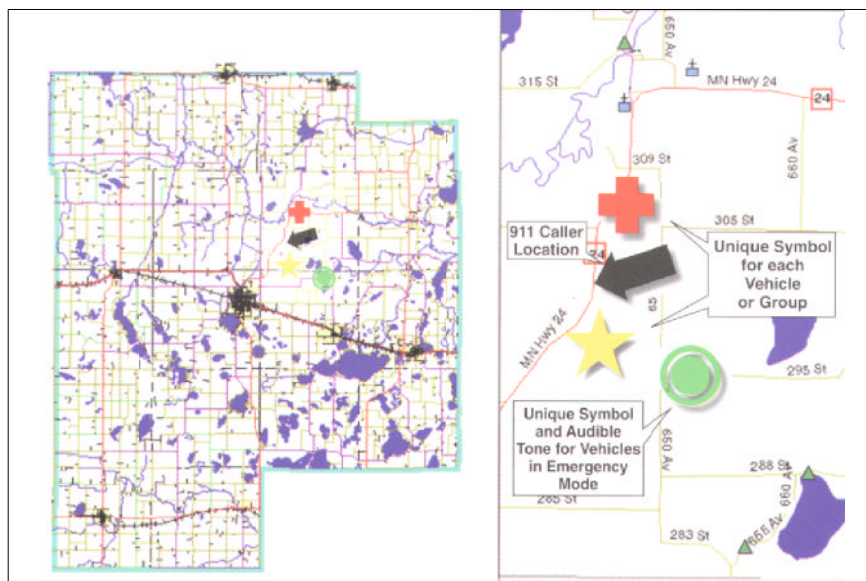 315 St
MN Hwy 24
24
650 Av
660 Av
309 St
305 St
911 Caller
Location
24
Unique Symbol
for each
Vehicle
or Group
65
MN Hwy 24
295 St
Unique Symbol
and Audible
Tone for Vehicles
in Emergency
Mode
650 Av
288 St
660 Av
285 St
283 St
655 Av